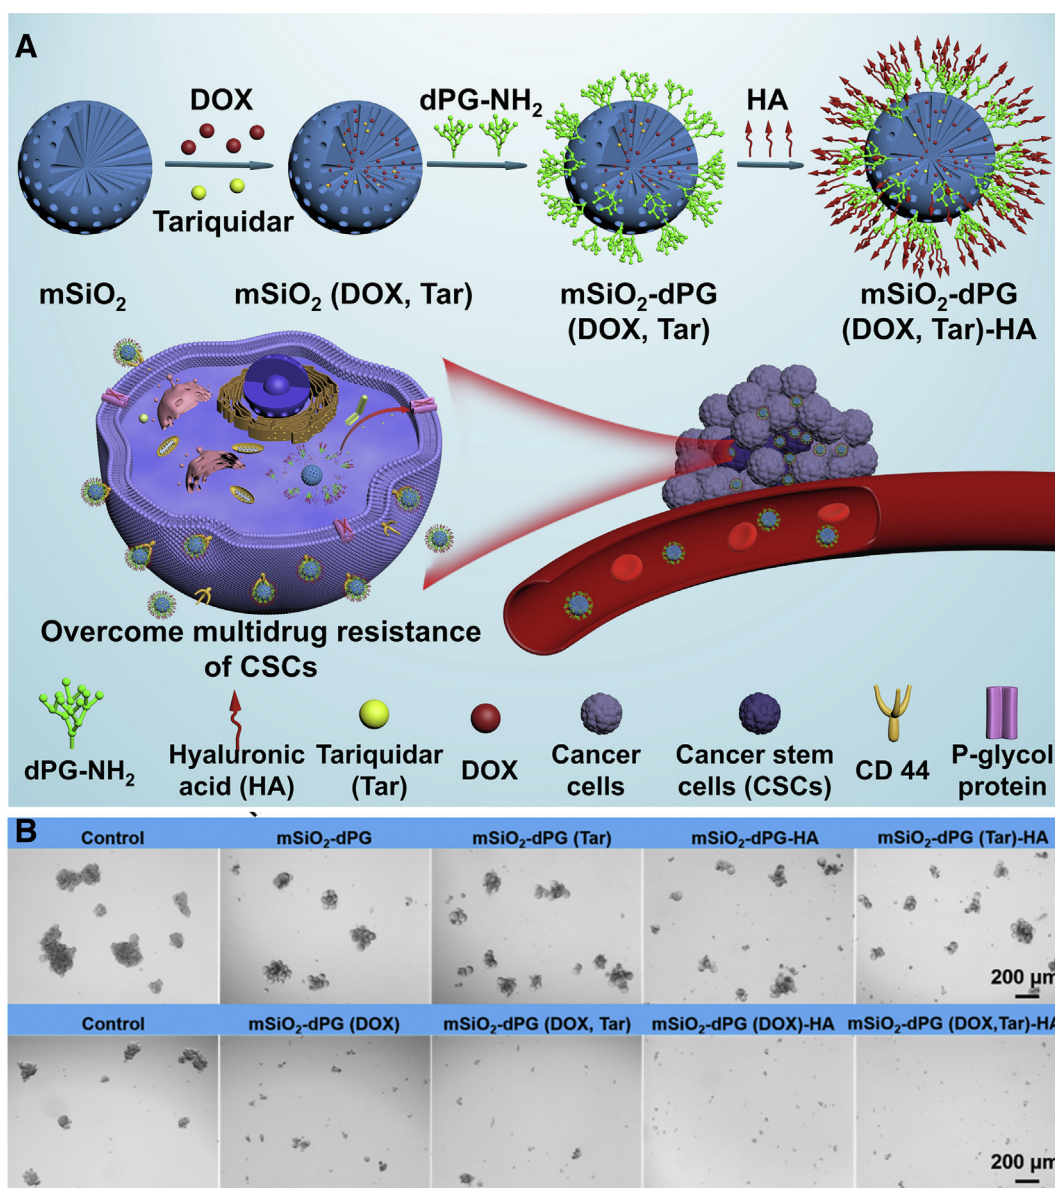 A
DOX
dPG-NH2
HA
Tariquidar
mSiO2
mSiO2 (DOX, Tar)
mSiO2-dPG
(DOX, Tar)
mSiO2-dPG
(DOX, Tar)-HA
Overcome multidrug resistance
of CSCs
dPG-NH2
Hyaluronic
acid (HA)
Tariquidar
(Tar)
DOX
Cancer
cells
Cancer stem
cells (CSCs)
CD 44
P-glycol
protein
B
Control
mSiO2-dPG
mSiO2-dPG (Tar)
mSiO2-dPG-HA
mSiO2-dPG (Tar)-HA
200 µm
Control
mSiO2-dPG (DOX)
mSiO2-dPG (DOX, Tar)
mSiO2-dPG (DOX)-HA
mSiO2-dPG (DOX,Tar)-HA
200 µm